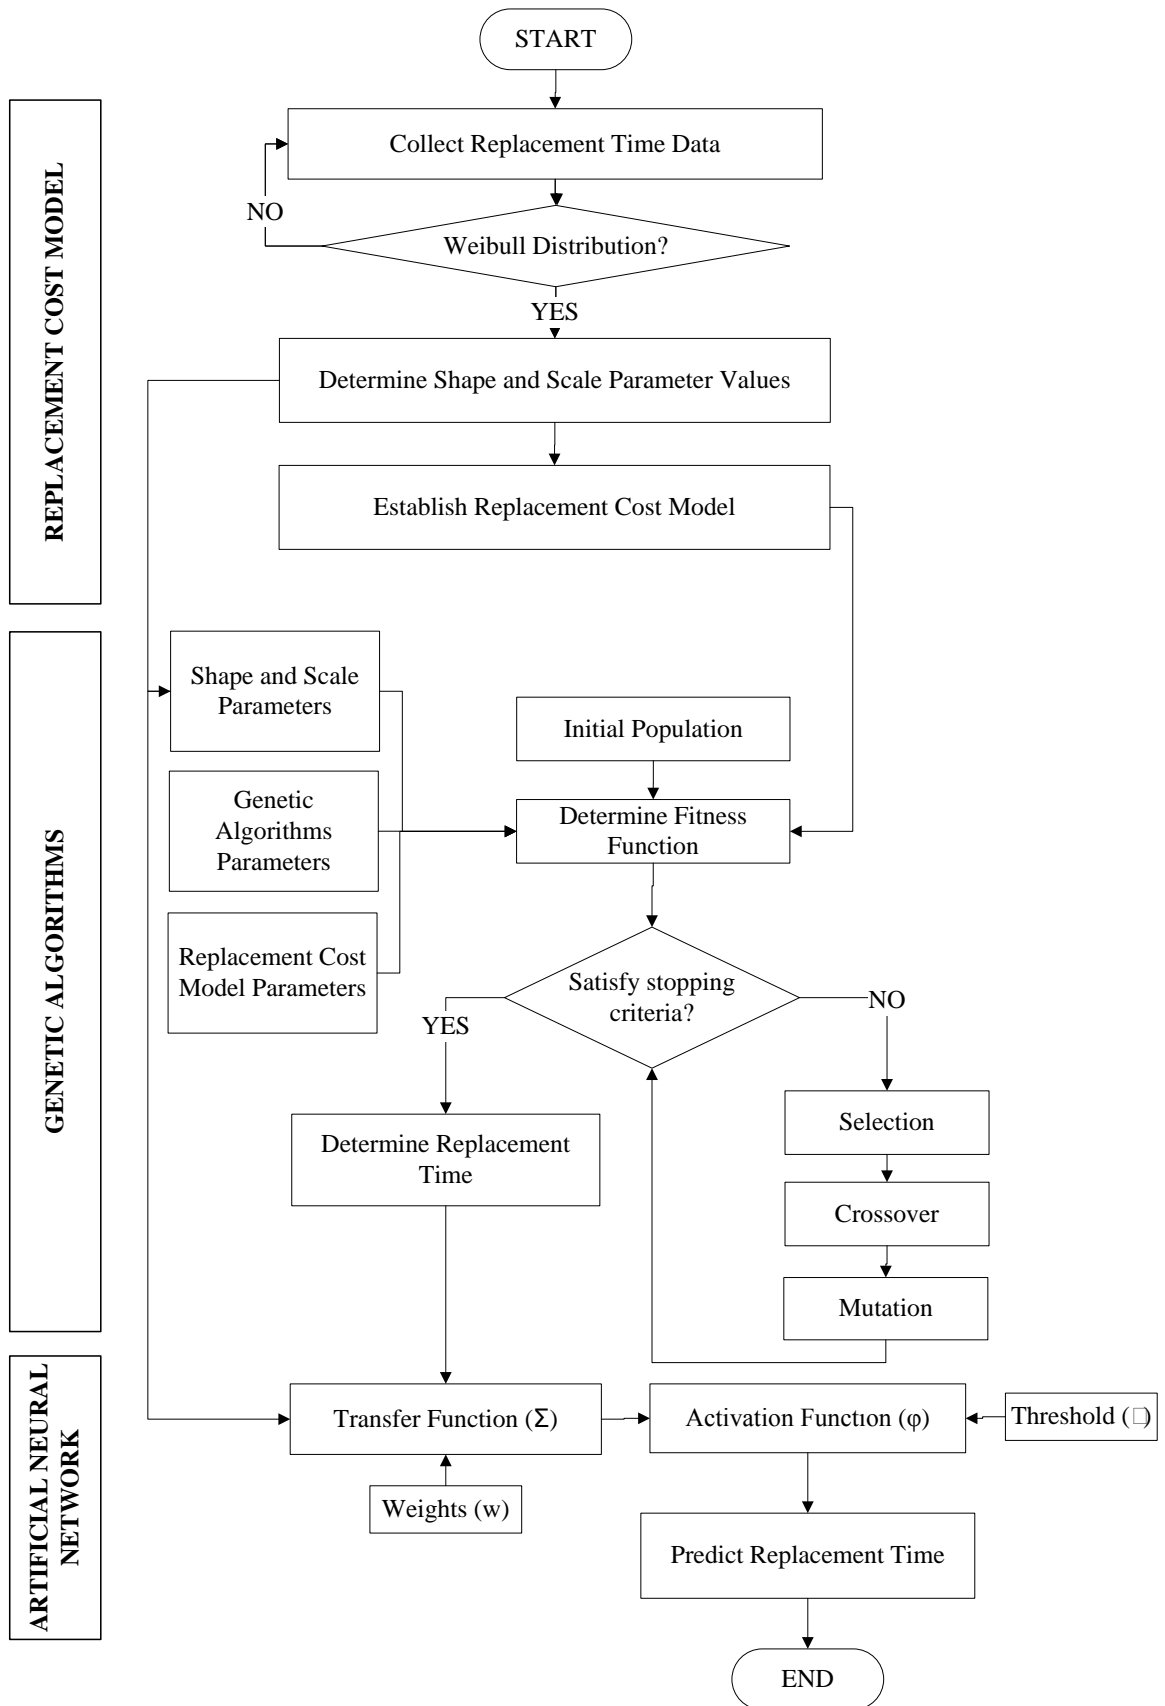 START
REPLACEMENT COST MODEL
Collect Replacement Time Data
NO
Weibull Distribution?
YES
Determine Shape and Scale Parameter Values
Establish Replacement Cost Model
GENETIC ALGORITHMS
Shape and Scale
Parameters
Initial Population
Genetic
Algorithms
Parameters
Determine Fitness
Function
Replacement Cost
Model Parameters
Satisfy stopping
criteria?
YES
NO
Selection
Determine Replacement
Time
Crossover
Mutation
ARTIFICIAL NEURAL
NETWORK
Transfer Function (Σ)
Activation Function (φ)
Threshold (□)
Weights (w)
Predict Replacement Time
END